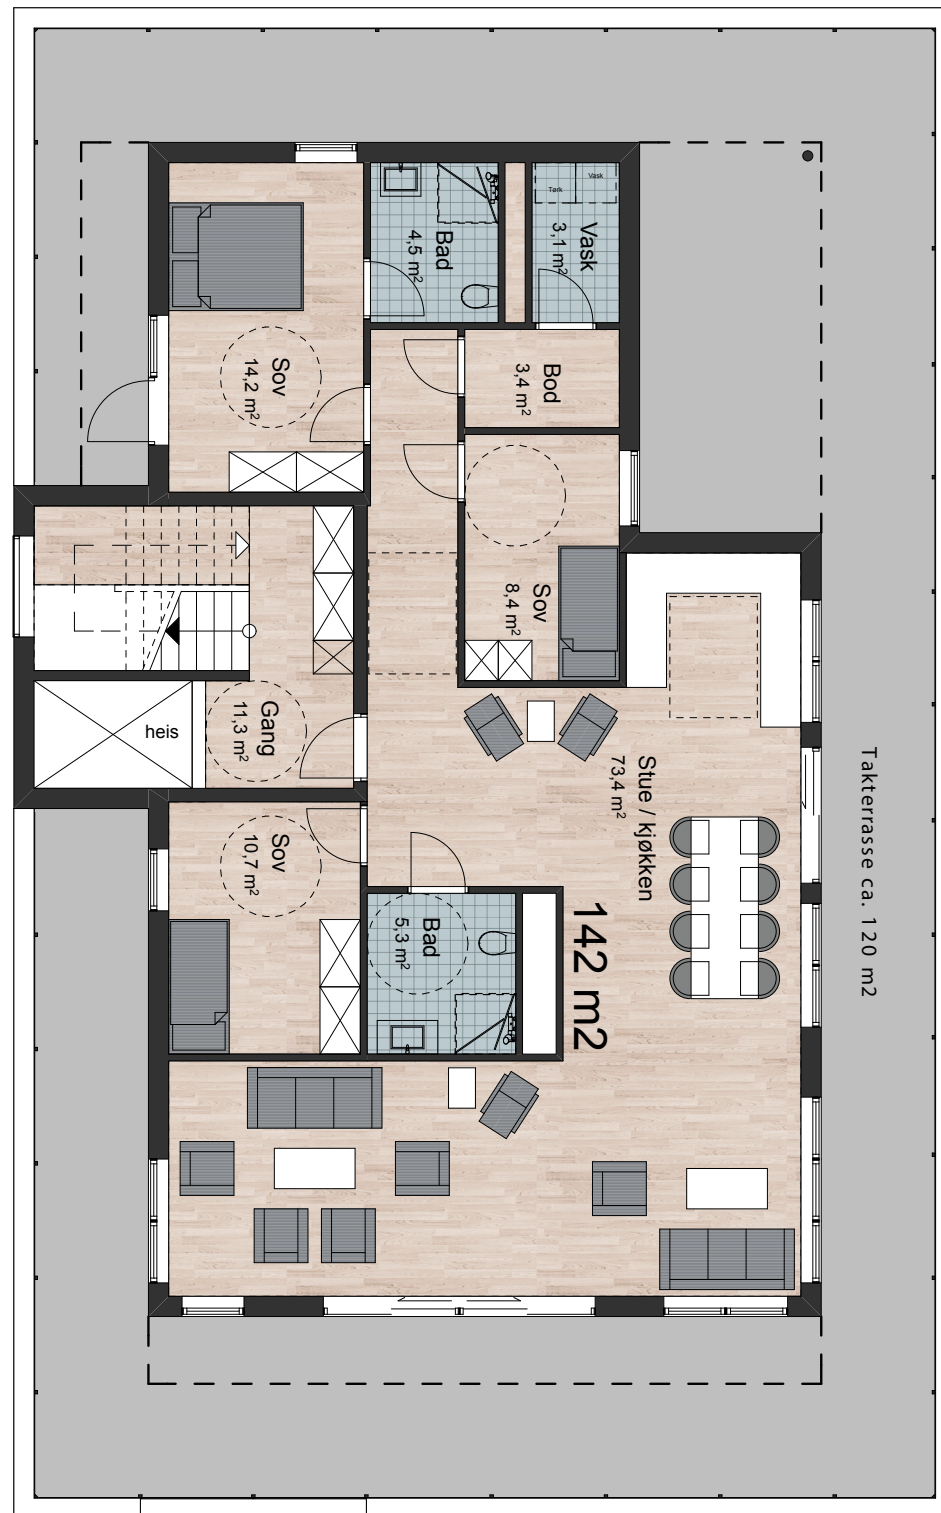 Tørk
Vask
Bad
4,5 m²
Vask
3,1 m²
Sov
14,2 m²
Bod
3,4 m²
Sov
8,4 m²
Gang
11,3 m²
heis
Stue / kjøkken
73,4 m²
Takterrasse ca. 120 m2
Sov
10,7 m²
Bad
5,3 m²
142 m2